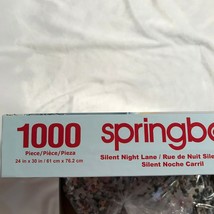 1000
Piece/Pièce/Pieza
24 in x 30 in / 61 cm x 76.2 cm
springbo
Silent Night Lane / Rue de Nuit Sile
Silent Noche Carril